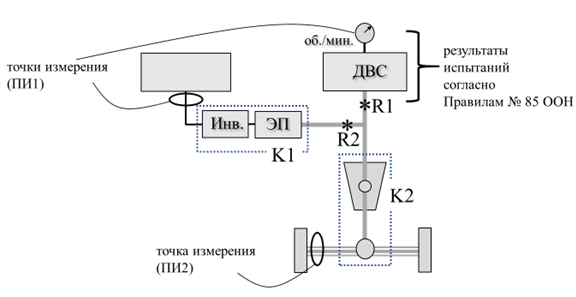 об./мин.
точки измерения
(ПИ1)
ДВС
результаты
испытаний
согласно
Правилам № 85 ООН
R1
Инв.
ЭП
R2
K1
K2
точка измерения
(ПИ2)